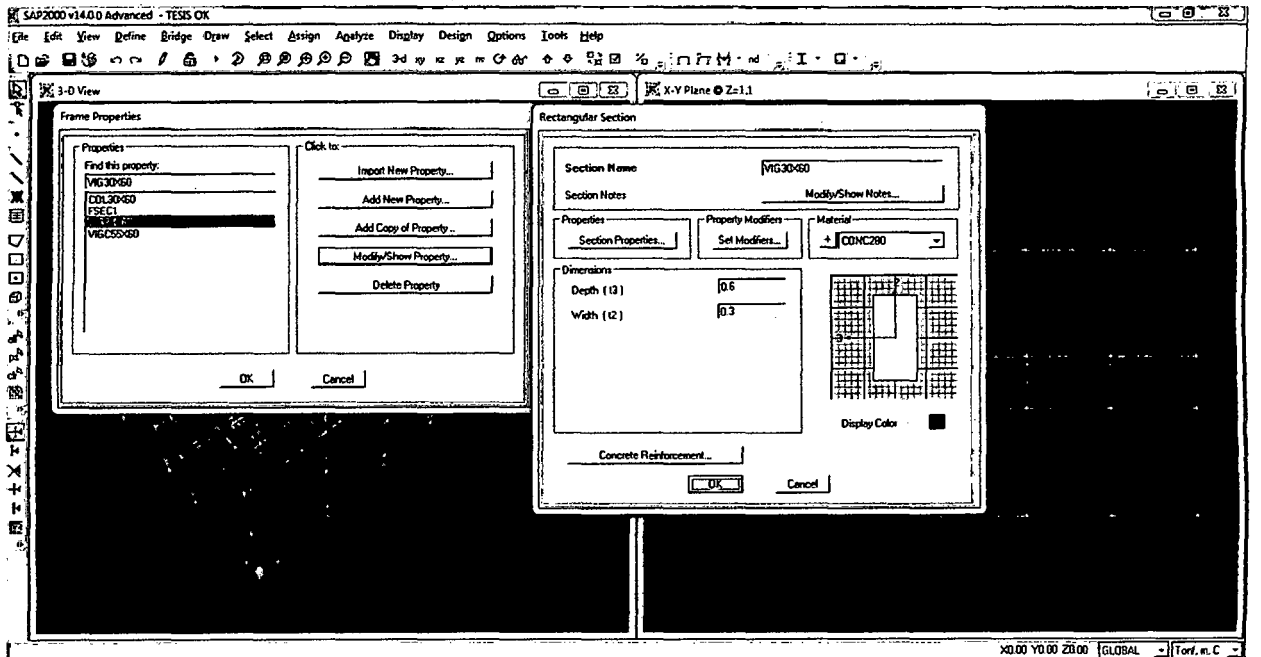 SAP2000 v14.0.0 Advanced - TESIS OK
File Edit View Define Bridge Draw Select Assign Analyze Display Design Options Tools Help
3-d xy xz yz nd
3-D View
X-Y Plane @ Z=1,1
Frame Properties
Properties
Find this property:
VIG30X60
COL30X60
FSEC1
VIGC55X60
Click to:
Import New Property...
Add New Property...
Add Copy of Property...
Modify/Show Property...
Delete Property
OK Cancel
Rectangular Section
Section Name VIG30X60
Section Notes Modify/Show Notes...
Properties
Section Properties...
Property Modifiers
Set Modifiers...
Material
+ CONC280
Dimensions
Depth ( t3 ) 0.6
Width ( t2 ) 0.3
Display Color
Concrete Reinforcement...
OK Cancel
X0.00 Y0.00 Z0.00 GLOBAL Tonf, m, C